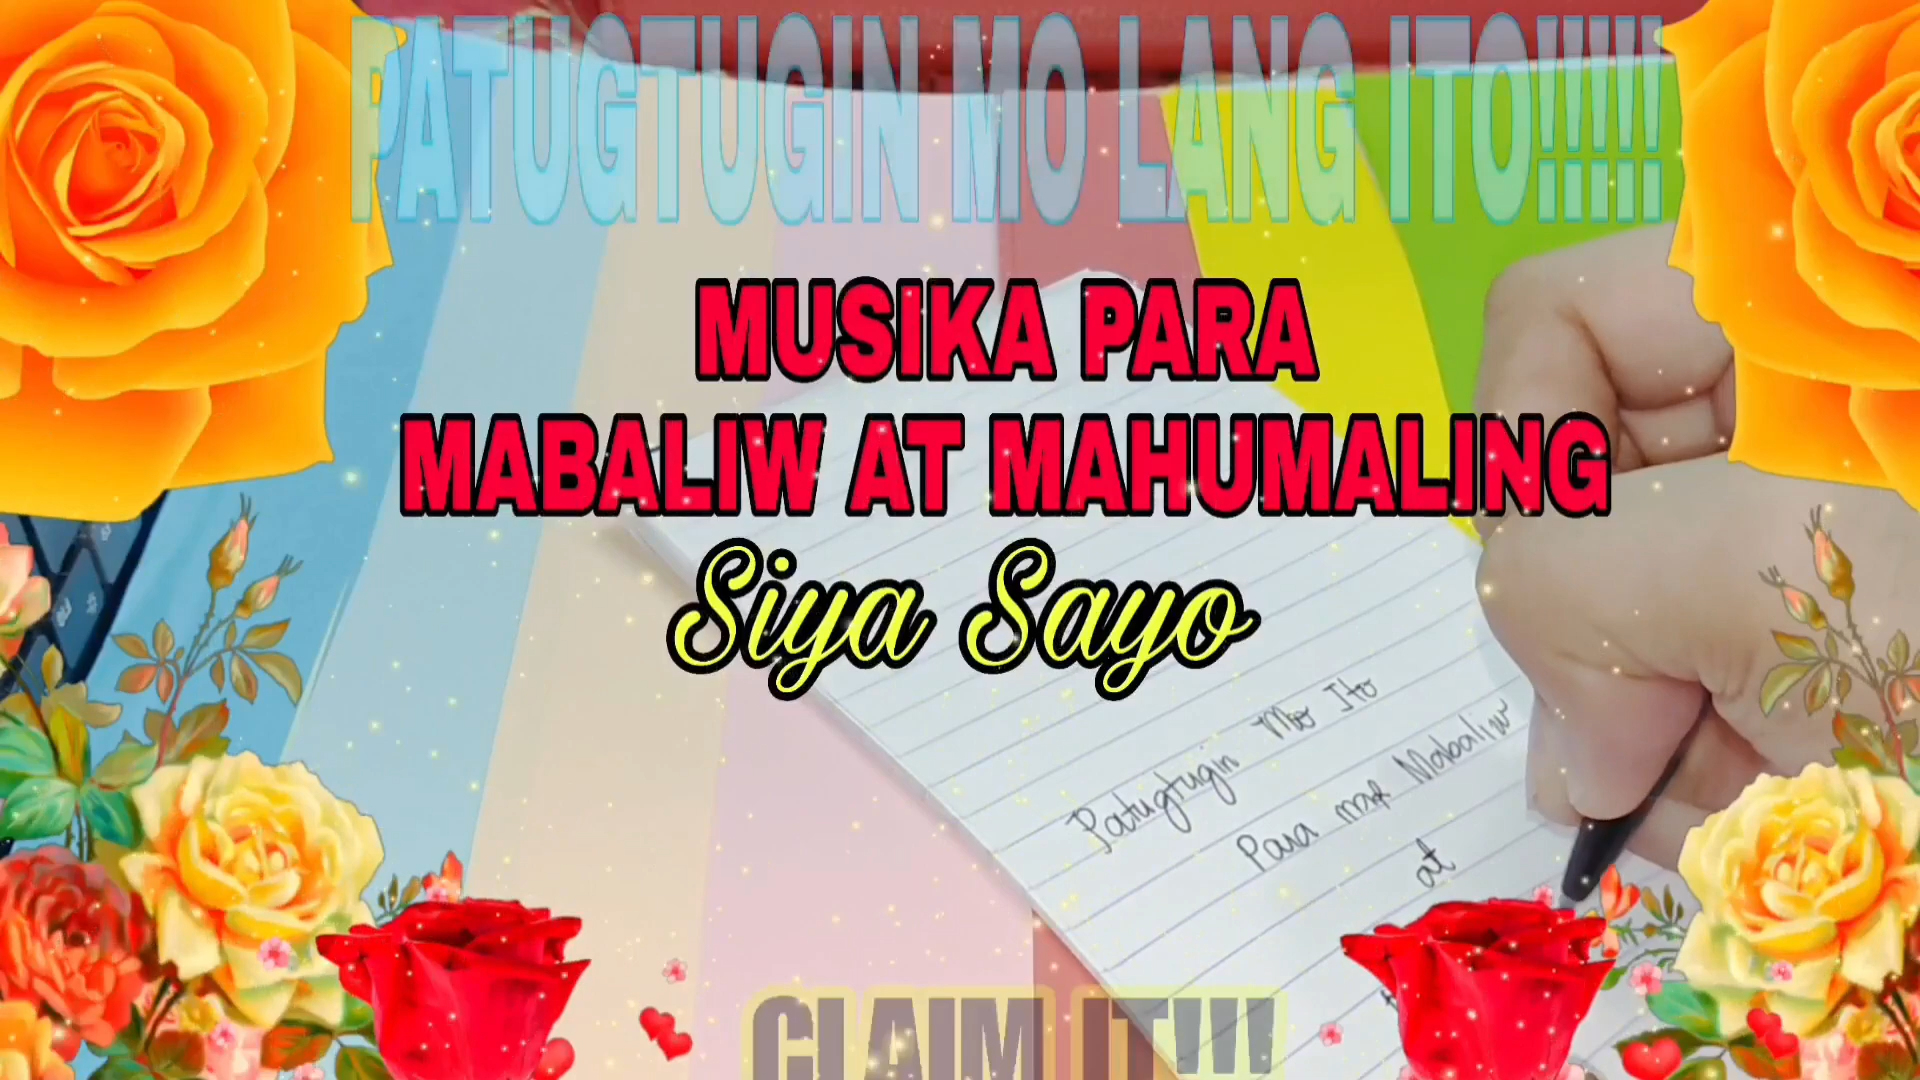 PATUGTUGIN MO LANG ITO!!!!!
MUSIKA PARA
MABALIW AT MAHUMALING
Siya Sayo
Patugtugin Mo Ito
Para Mabaliw
at
CLAIM IT!!!